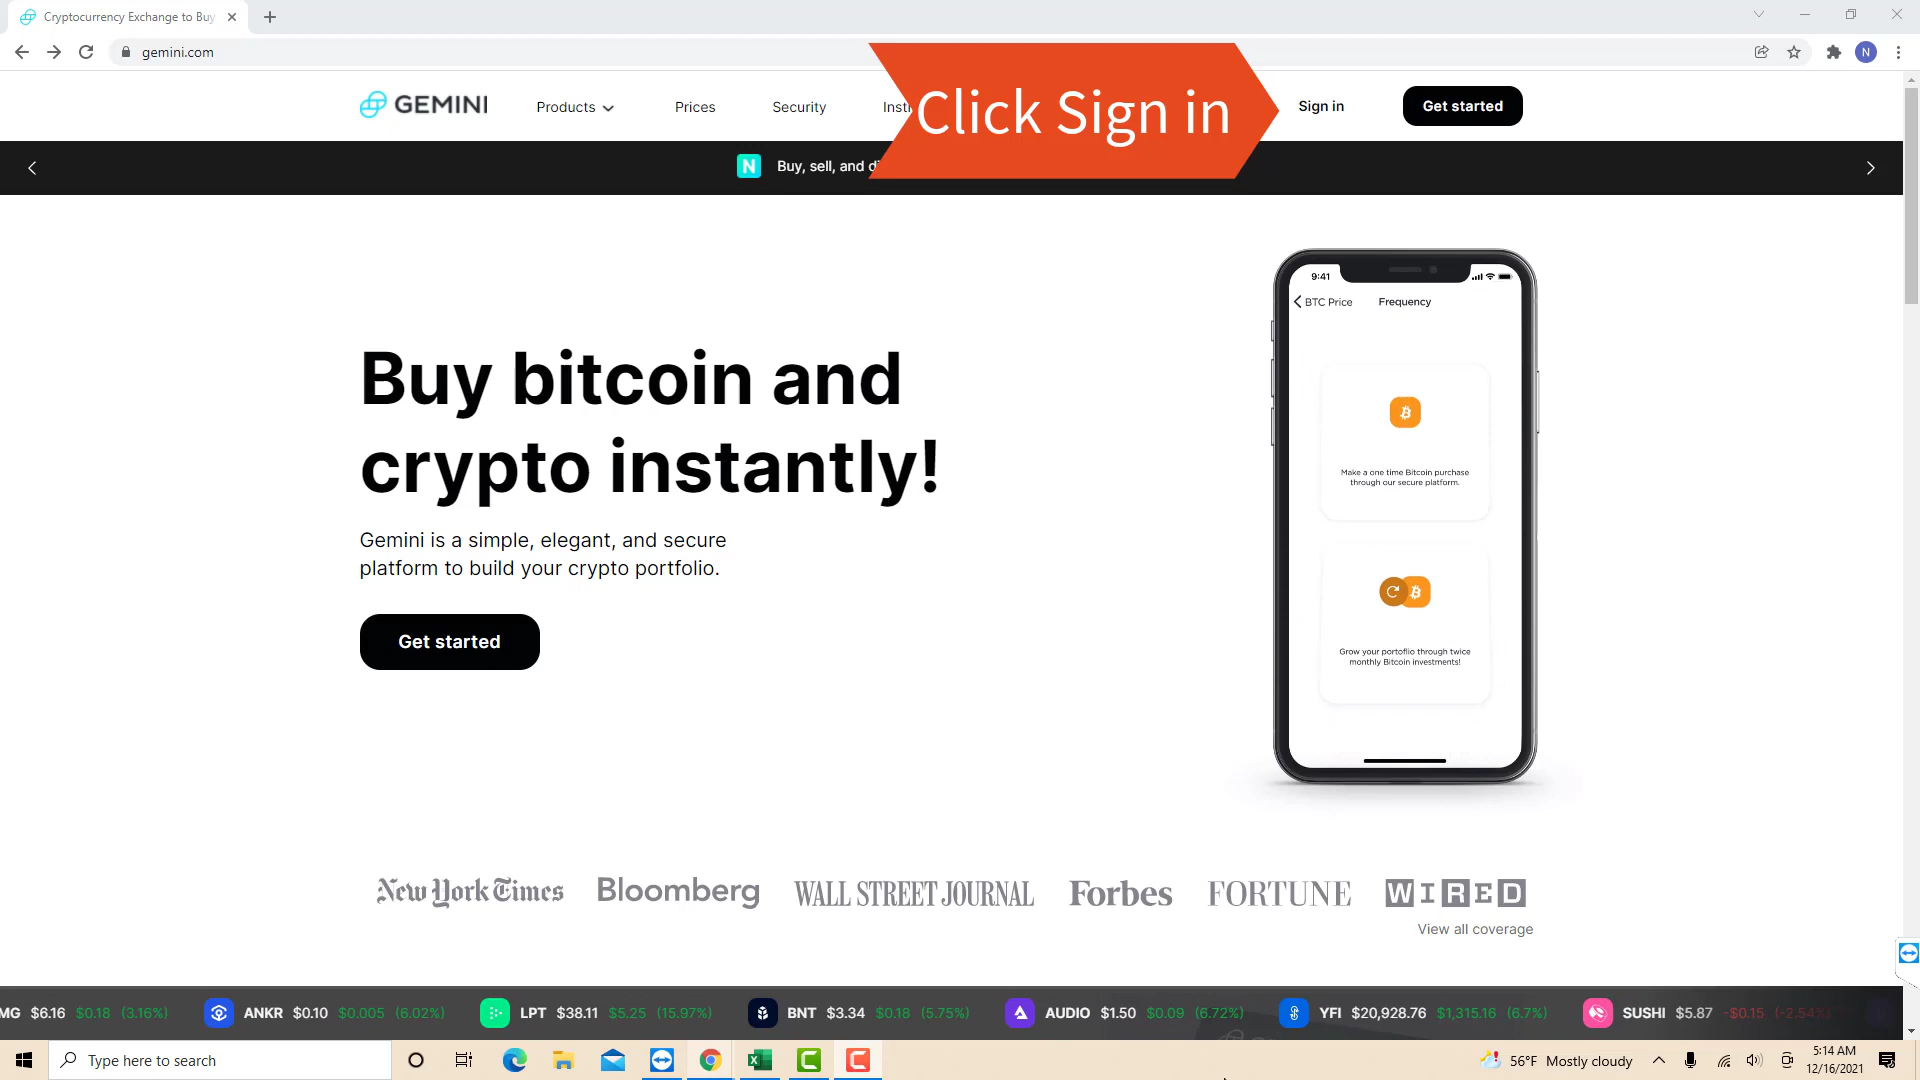 Cryptocurrency Exchange to Buy
gemini.com
N
GEMINI
Products
Prices
Security
Click Sign in
Sign in
Get started
N
Buy, sell, and
9:41
BTC Price
Frequency
Buy bitcoin and
crypto instantly!
Make a one time Bitcoin purchase
through our secure platform.
Gemini is a simple, elegant, and secure
platform to build your crypto portfolio.
Grow your portoflio through twice
monthly Bitcoin investments!
Get started
New York Times
Bloomberg
WALL STREET JOURNAL
Forbes
FORTUNE
WIRED
View all coverage
MG $6.16 $0.18 (3.16%)
ANKR $0.10 $0.005 (6.02%)
LPT $38.11 $5.25 (15.97%)
BNT $3.34 $0.18 (5.75%)
AUDIO $1.50 $0.09 (6.72%)
YFI $20,928.76 $1,315.16 (6.7%)
SUSHI $5.87 -$0.15 (-2.54%)
Type here to search
56°F Mostly cloudy
5:14 AM
12/16/2021